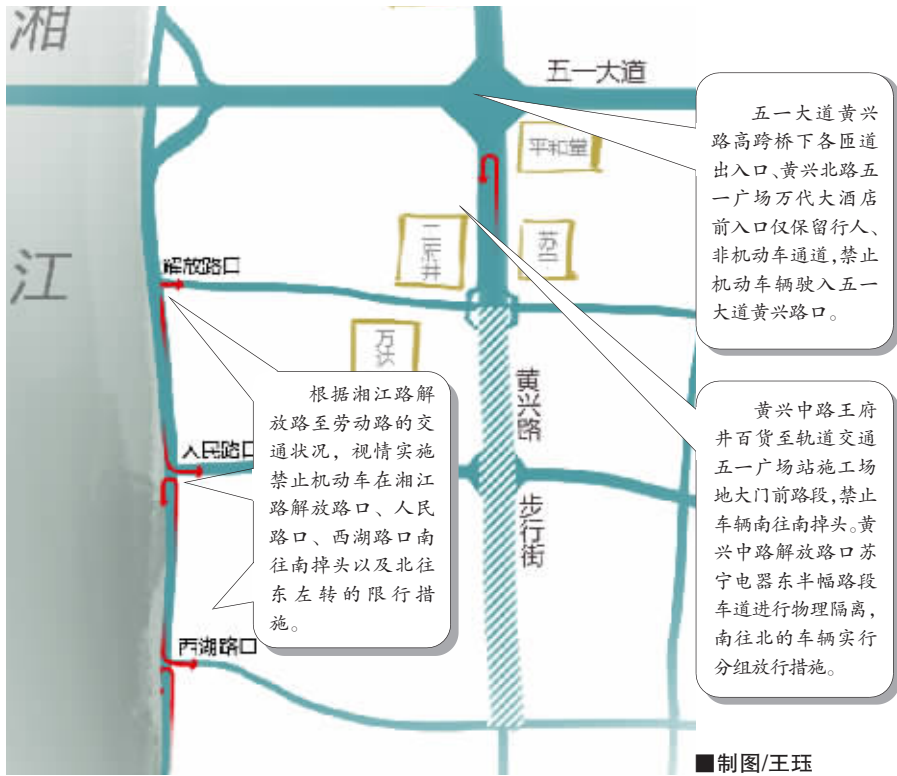 湘
江
五一大道
平和堂
解放路口
万达
黄兴路
步行街
人民路口
西湖路口
五一大道黄兴
路高跨桥下各匝道
出入口、黄兴北路五
一广场万代大酒店
前入口仅保留行人、
非机动车通道,禁止
机动车辆驶入五一
大道黄兴路口。
根据湘江路解
放路至劳动路的交
通状况，视情实施
禁止机动车在湘江
路解放路口、人民
路口、西湖路口南
往南掉头以及北往
东左转的限行措
施。
黄兴中路王府
井百货至轨道交通
五一广场站施工场
地大门前路段,禁止
车辆南往南掉头。黄
兴中路解放路口苏
宁电器东半幅路段
车道进行物理隔离,
南往北的车辆实行
分组放行措施。
■制图/王珏